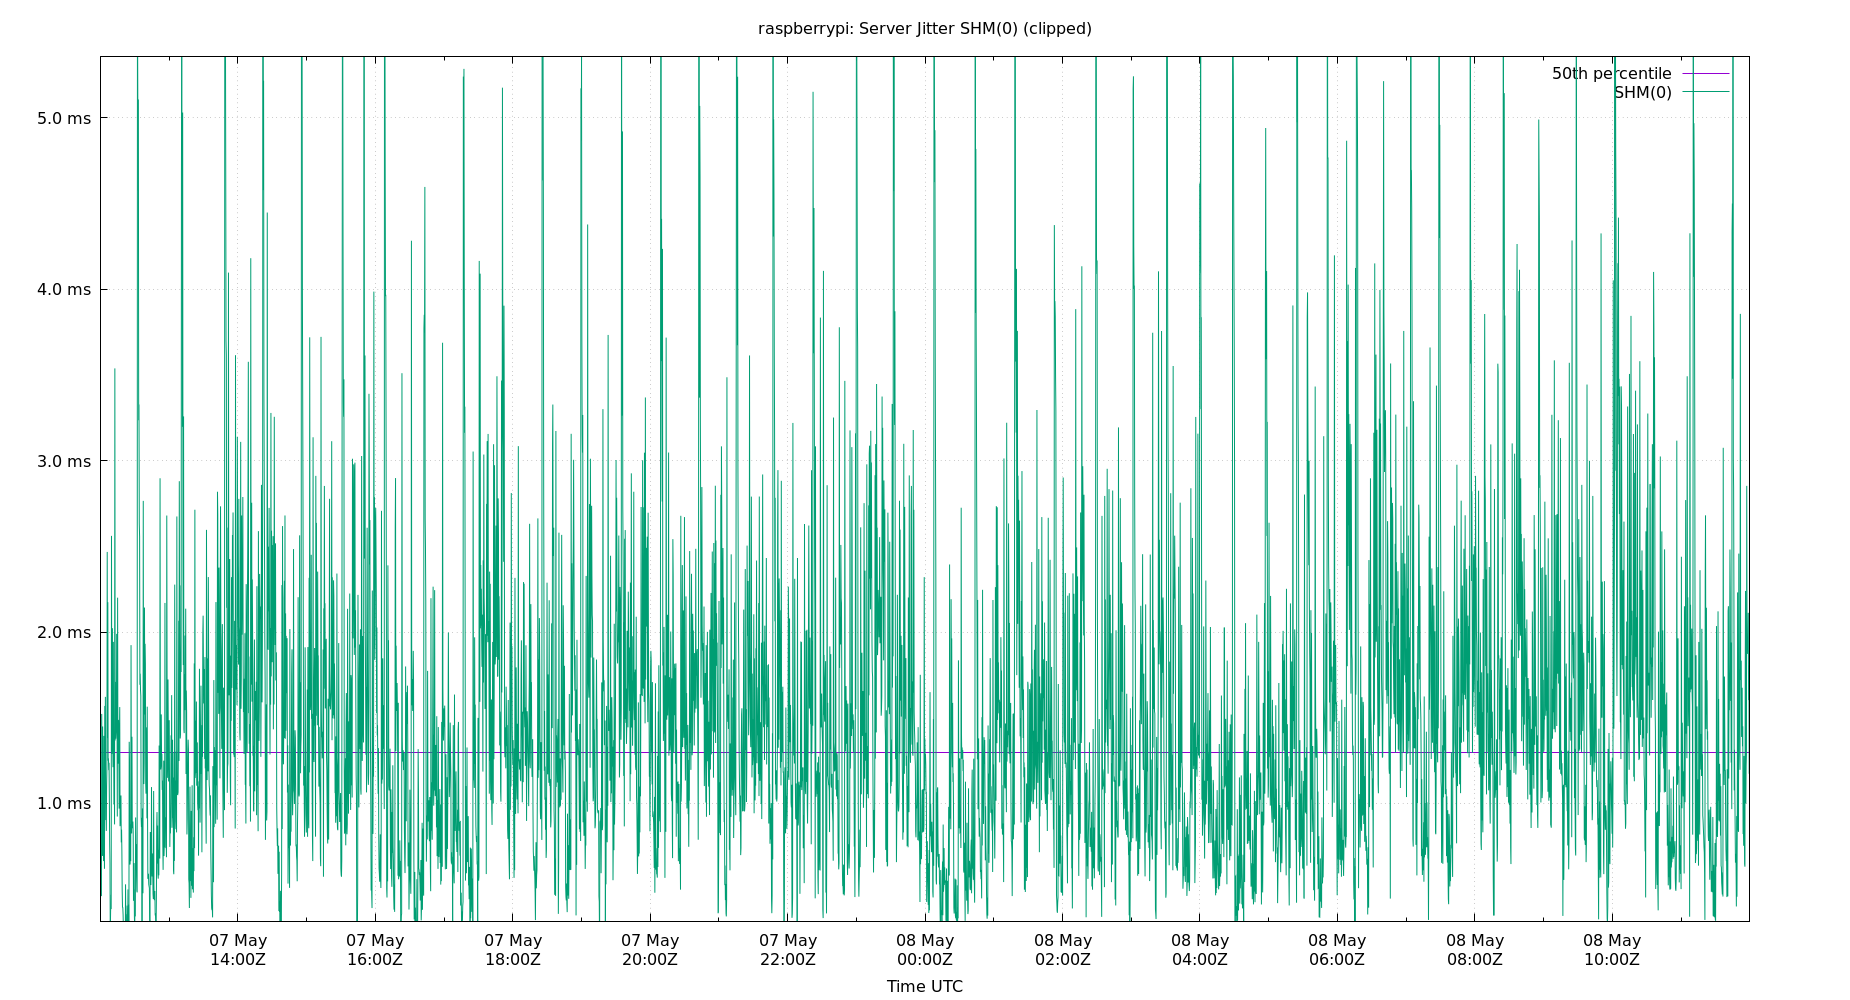 raspberrypi: Server Jitter SHM(0) (clipped)
50th percentile
SHM(0)
5.0 ms
4.0 ms
3.0 ms
2.0 ms
1.0 ms
07 May 07 May 07 May 07 May 07 May 08 May 08 May 08 May 08 May 08 May 08 May
14:00Z 16:00Z 18:00Z 20:00Z 22:00Z 00:00Z 02:00Z 04:00Z 06:00Z 08:00Z 10:00Z
Time UTC